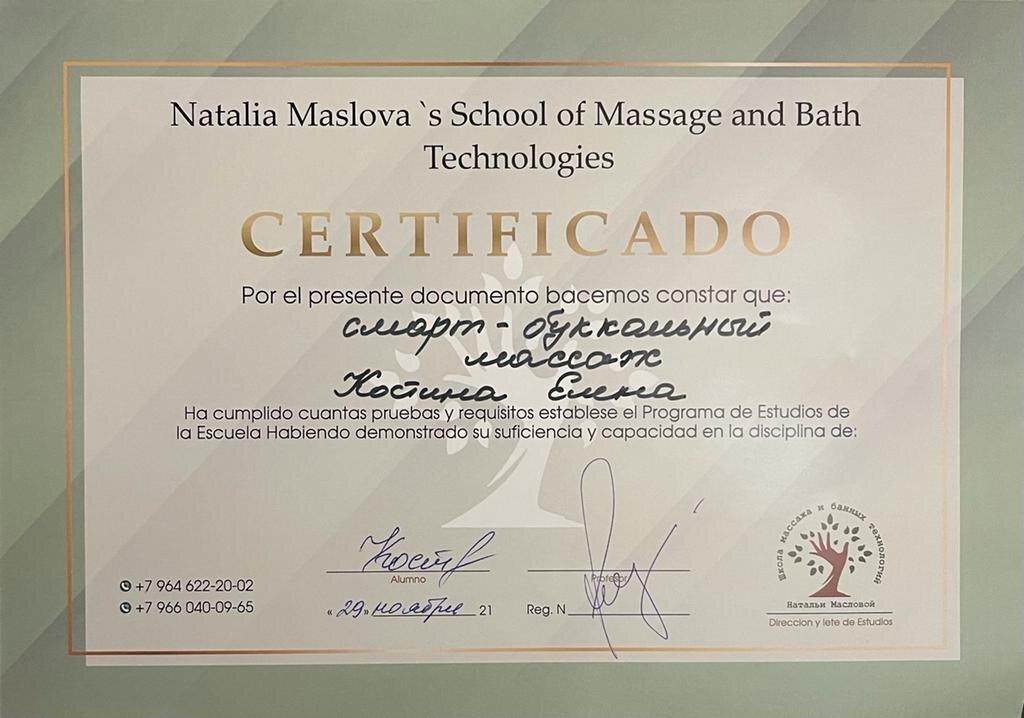 Natalia Maslova `s School of Massage and Bath
Technologies
CERTIFICADO
Por el presente documento bacemos constar que:
смарт - буккальный
массаж
Костина Елена
Ha cumplido cuantas pruebas y requisitos establese el Programa de Estudios de
la Escuela Habiendo demonstrado su suficiencia y capacidad en la disciplina de:
Кост
Alumno
Profesor
+7 964 622-20-02
+7 966 040-09-65
« 29 » ноября 21
Reg. N
Школа массажа и банных технологий
Натальи Масловой
Direccion y lete de Estudios